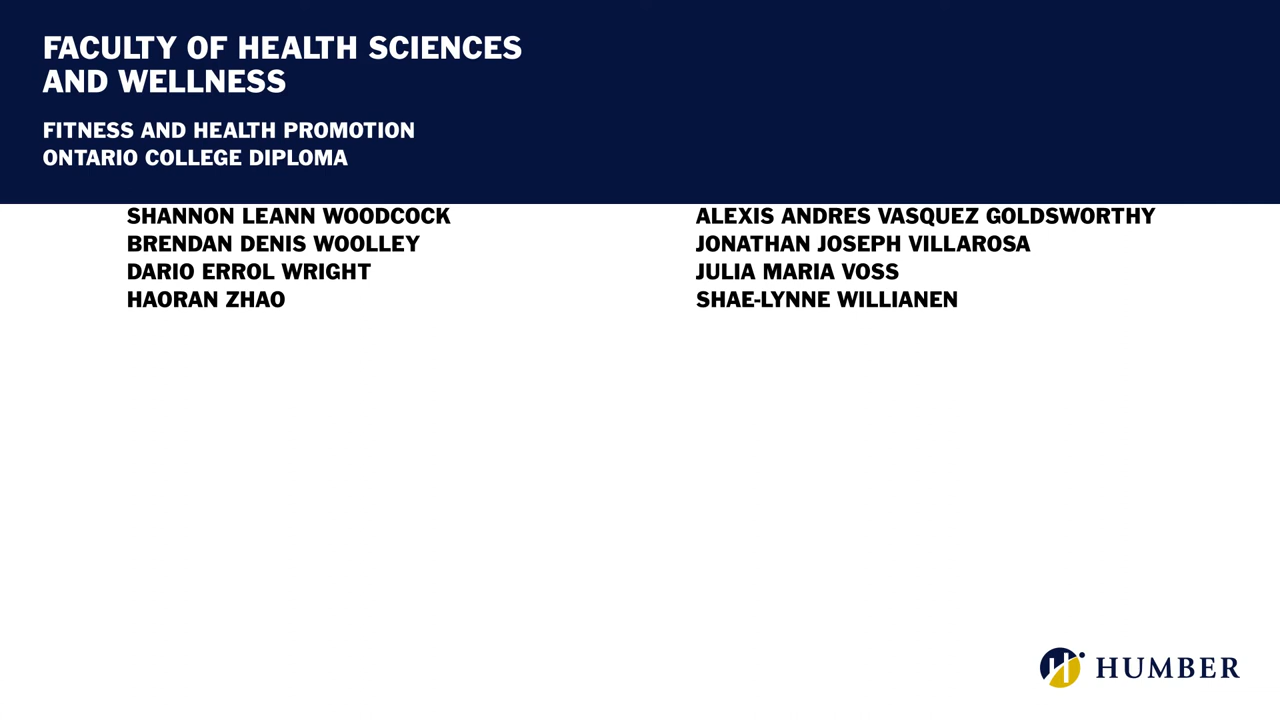 FACULTY OF HEALTH SCIENCES
AND WELLNESS
FITNESS AND HEALTH PROMOTION
ONTARIO COLLEGE DIPLOMA
SHANNON LEANN WOODCOCK
BRENDAN DENIS WOOLLEY
DARIO ERROL WRIGHT
HAORAN ZHAO
ALEXIS ANDRES VASQUEZ GOLDSWORTHY
JONATHAN JOSEPH VILLAROSA
JULIA MARIA VOSS
SHAE-LYNNE WILLIANEN
HUMBER